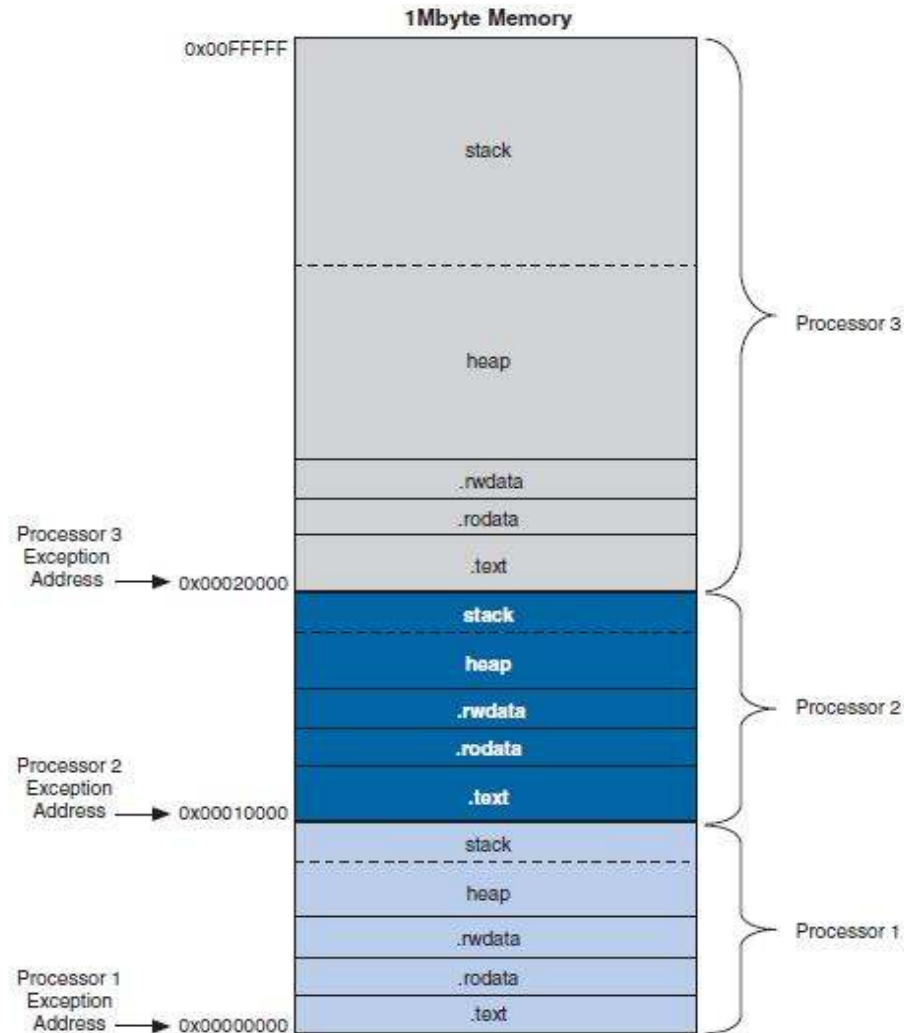 1Mbyte Memory
0x00FFFFF
stack
heap
Processor 3
.rwdata
.rodata
.text
Processor 3
Exception
Address
0x00020000
stack
heap
.rwdata
Processor 2
.rodata
.text
Processor 2
Exception
Address
0x00010000
stack
heap
.rwdata
Processor 1
.rodata
.text
Processor 1
Exception
Address
0x00000000